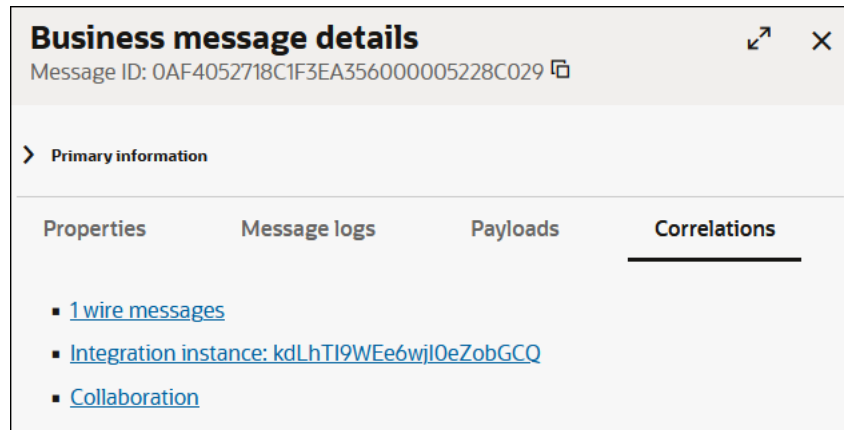 Business message details
Message ID: 0AF4052718C1F3EA356000005228C029
Primary information
Properties Message logs Payloads Correlations
1 wire messages
Integration instance: kdLhTI9WEe6wjI0eZobGCQ
Collaboration